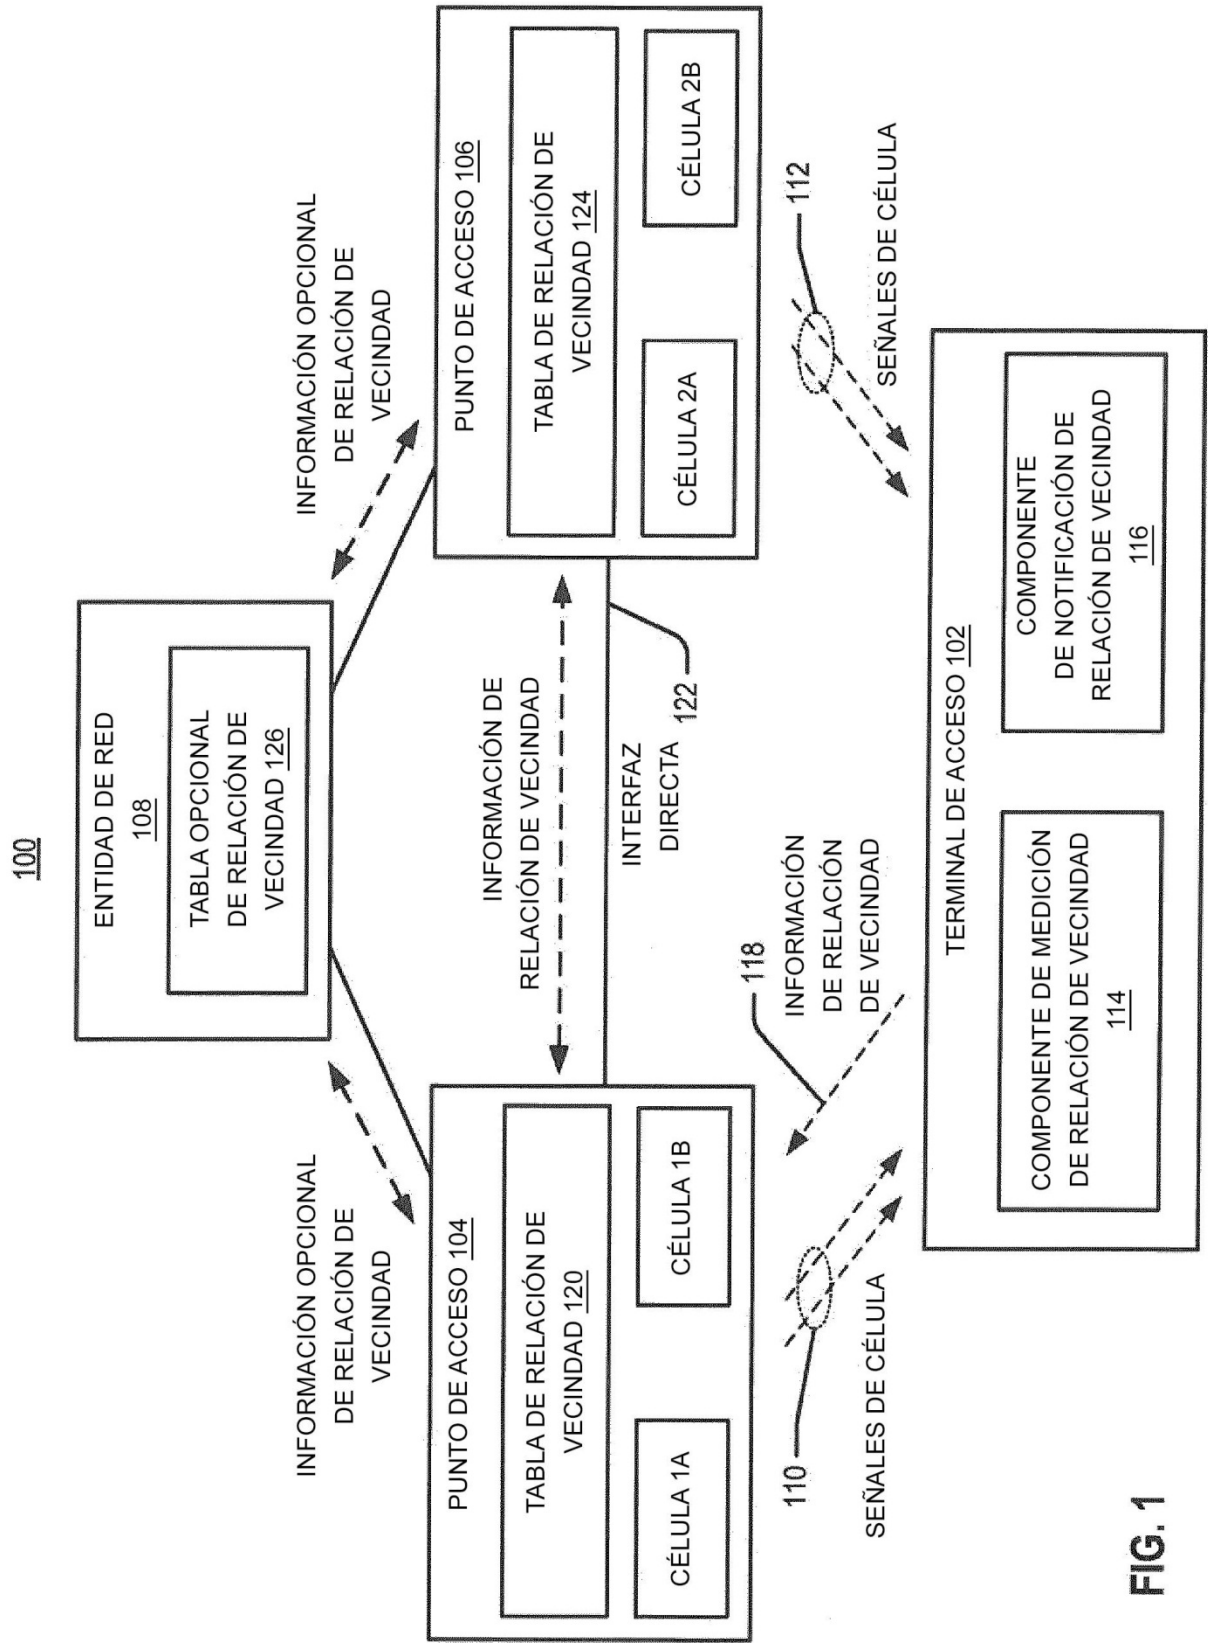 100
ENTIDAD DE RED
108
TABLA OPCIONAL
DE RELACIÓN DE
VECINDAD 126
INFORMACIÓN OPCIONAL
DE RELACIÓN DE
VECINDAD
INFORMACIÓN OPCIONAL
DE RELACIÓN DE
VECINDAD
PUNTO DE ACCESO 104
TABLA DE RELACIÓN DE
VECINDAD 120
CÉLULA 1A
CÉLULA 1B
INFORMACIÓN DE
RELACIÓN DE VECINDAD
INTERFAZ
DIRECTA
122
PUNTO DE ACCESO 106
TABLA DE RELACIÓN DE
VECINDAD 124
CÉLULA 2A
CÉLULA 2B
110
SEÑALES DE CÉLULA
118
INFORMACIÓN
DE RELACIÓN
DE VECINDAD
112
SEÑALES DE CÉLULA
TERMINAL DE ACCESO 102
COMPONENTE DE MEDICIÓN
DE RELACIÓN DE VECINDAD
114
COMPONENTE
DE NOTIFICACIÓN DE
RELACIÓN DE VECINDAD
116
FIG. 1